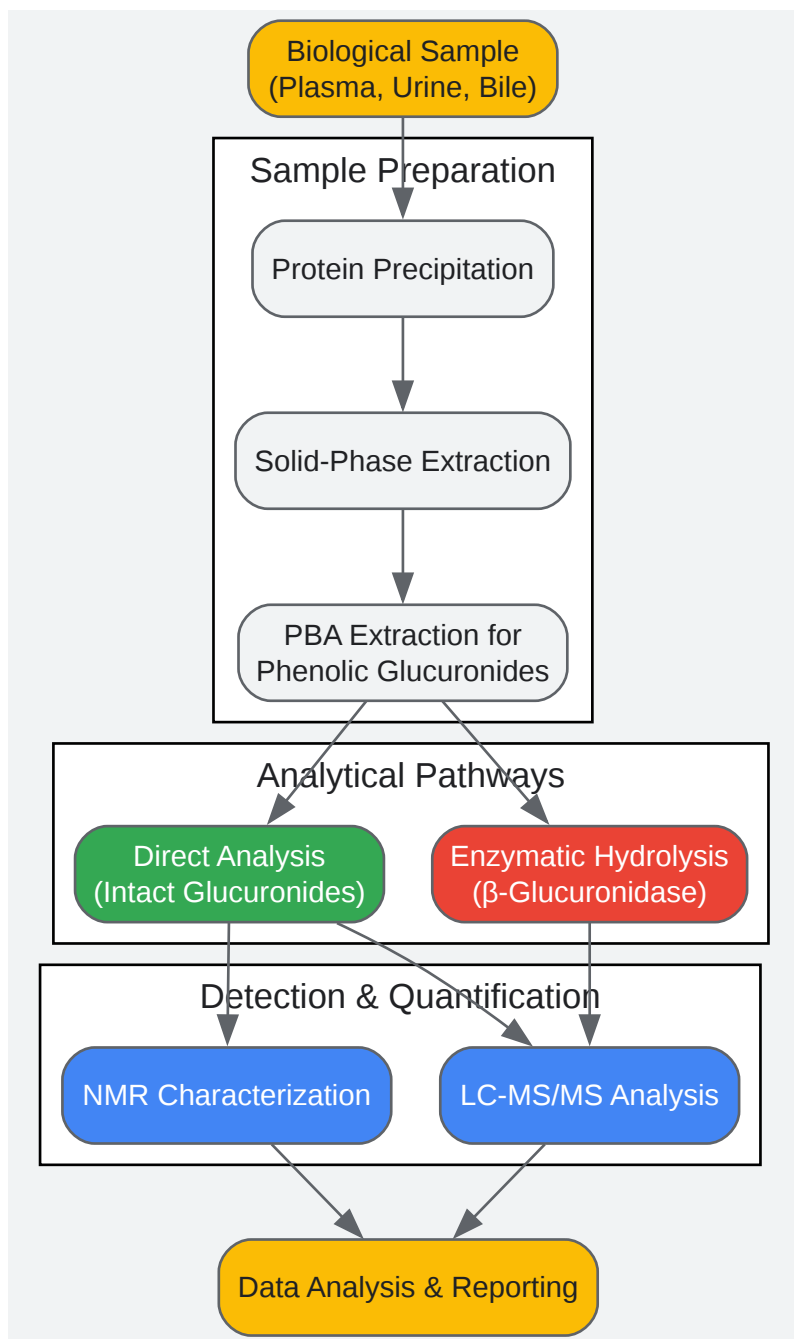 Biological Sample
(Plasma, Urine, Bile)
Sample Preparation
Protein Precipitation
Solid-Phase Extraction
PBA Extraction for
Phenolic Glucuronides
Analytical Pathways
Direct Analysis
(Intact Glucuronides)
Enzymatic Hydrolysis
(β-Glucuronidase)
Detection & Quantification
NMR Characterization
LC-MS/MS Analysis
Data Analysis & Reporting